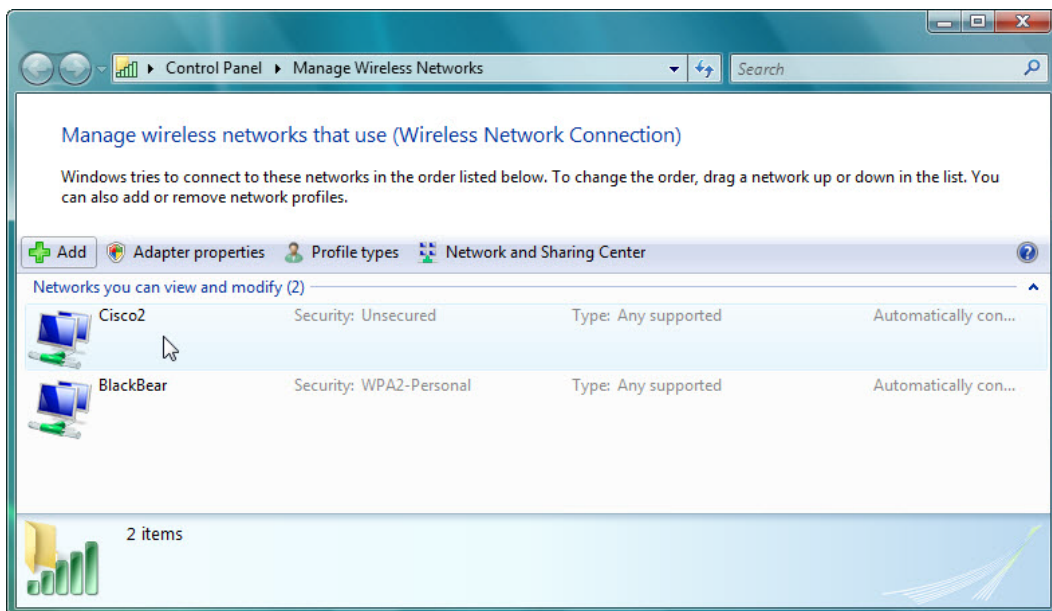 Control Panel Manage Wireless Networks Search
Manage wireless networks that use (Wireless Network Connection)
Windows tries to connect to these networks in the order listed below. To change the order, drag a network up or down in the list. You
can also add or remove network profiles.
Add Adapter properties Profile types Network and Sharing Center
Networks you can view and modify (2)
Cisco2 Security: Unsecured Type: Any supported Automatically con...
BlackBear Security: WPA2-Personal Type: Any supported Automatically con...
2 items